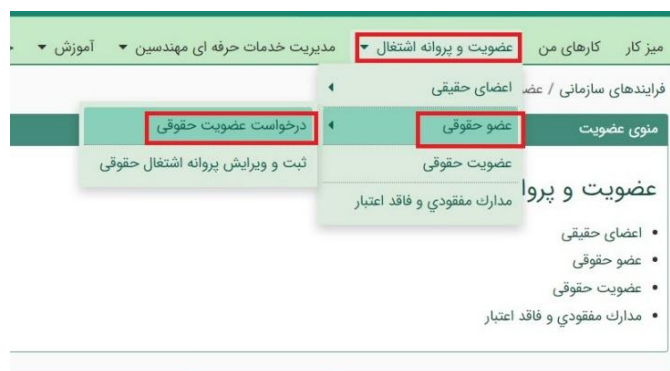 میز کار کارهای من عضویت و پروانه اشتغال مدیریت خدمات حرفه ای مهندسین آموزش
فرایندهای سازمانی /
اعضای حقیقی
منوی عضویت
عضو حقوقی
درخواست عضویت حقوقی
عضویت حقوقی
ثبت و ویرایش پروانه اشتغال حقوقی
مدارك مفقودي و فاقد اعتبار
عضویت و
• اعضای حقیقی
• عضو حقوقی
• عضویت حقوقی
• مدارك مفقودي و فاقد اعتبار